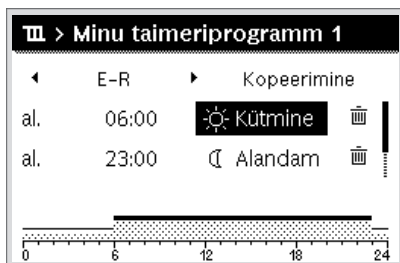 > Minu taimeriprogramm 1
E-R Kopeerimine
al. 06:00 Kütmine
al. 23:00 Alandam
0 6 12 18 24